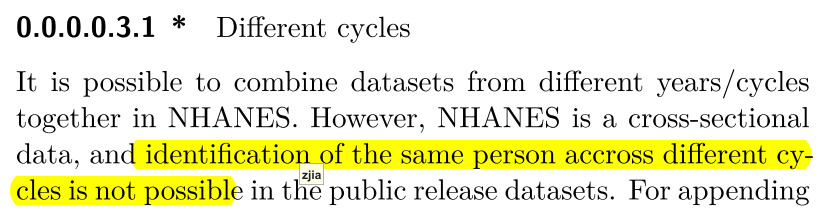 0.0.0.0.3.1 * Different cycles
It is possible to combine datasets from different years/cycles
together in NHANES. However, NHANES is a cross-sectional
data, and identification of the same person accross different cy-
cles is not possible in the public release datasets. For appending
zjia